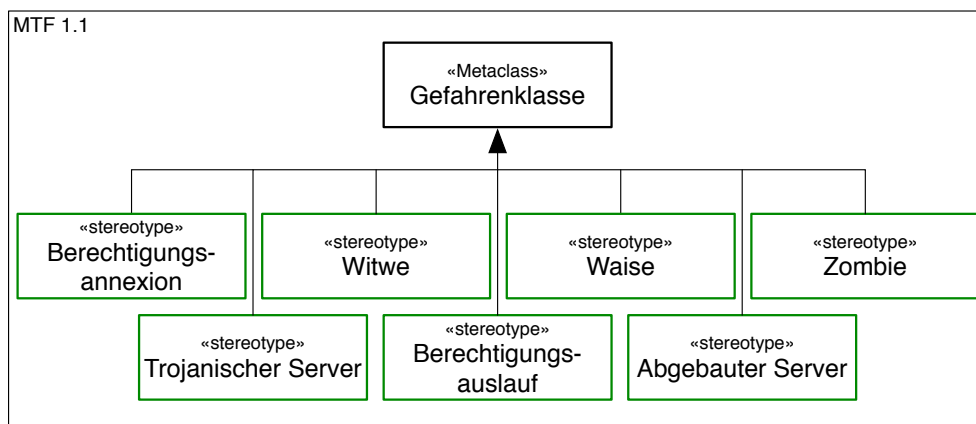 MTF 1.1
«Metaclass»
Gefahrenklasse
«stereotype»
Berechtigungs-
annexion
«stereotype»
Witwe
«stereotype»
Waise
«stereotype»
Zombie
«stereotype»
Trojanischer Server
«stereotype»
Berechtigungs-
auslauf
«stereotype»
Abgebauter Server